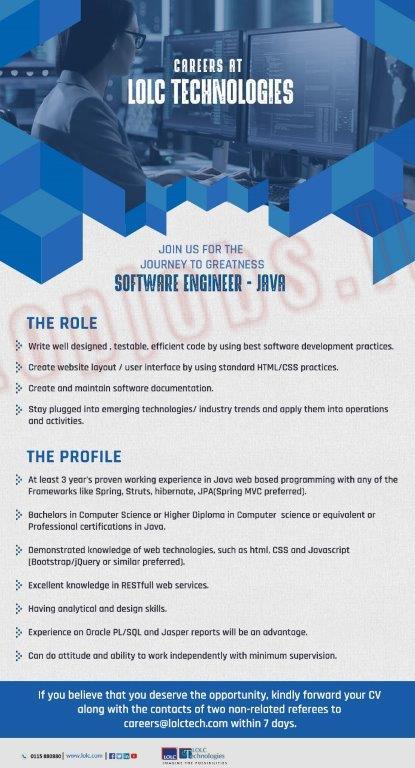 CAREERS AT
LOLC TECHNOLOGIES
JOIN US FOR THE
JOURNEY TO GREATNESS
SOFTWARE ENGINEER - JAVA
THE ROLE
Write well designed , testable, efficient code by using best software development practices.
Create website layout / user interface by using standard HTML/CSS practices.
Create and maintain software documentation.
Stay plugged into emerging technologies/ industry trends and apply them into operations
and activities.
THE PROFILE
At least 3 year's proven working experience in Java web based programming with any of the
Frameworks like Spring, Struts, hibernate, JPA(Spring MVC preferred).
Bachelors in Computer Science or Higher Diploma in Computer science or equivalent or
Professional certifications in Java.
Demonstrated knowledge of web technologies, such as html, CSS and Javascript
(Bootstrap/jQuery or similar preferred).
Excellent knowledge in RESTfull web services.
Having analytical and design skills.
Experience on Oracle PL/SQL and Jasper reports will be an advantage.
Can do attitude and ability to work independently with minimum supervision.
If you believe that you deserve the opportunity, kindly forward your CV
along with the contacts of two non-related referees to
careers@lolctech.com within 7 days.
0115 880880 | www.lolc.com |
LOLC LOLC Technologies
IMAGINE THE POSSIBILITIES